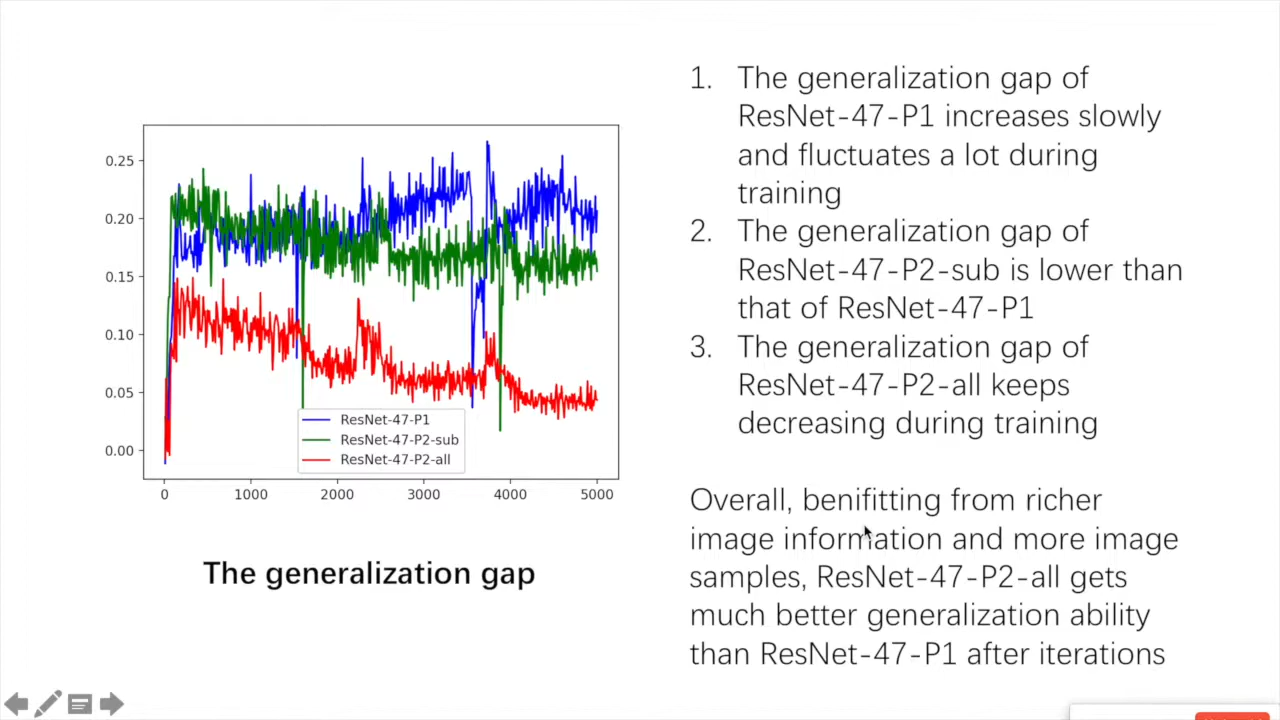 1. The generalization gap of
ResNet-47-P1 increases slowly
and fluctuates a lot during
training
2. The generalization gap of
ResNet-47-P2-sub is lower than
that of ResNet-47-P1
3. The generalization gap of
ResNet-47-P2-all keeps
decreasing during training
Overall, benifitting from richer
image information and more image
samples, ResNet-47-P2-all gets
much better generalization ability
than ResNet-47-P1 after iterations
0.25
0.20
0.15
0.10
0.05
0.00
ResNet-47-P1
ResNet-47-P2-sub
ResNet-47-P2-all
0 1000 2000 3000 4000 5000
The generalization gap